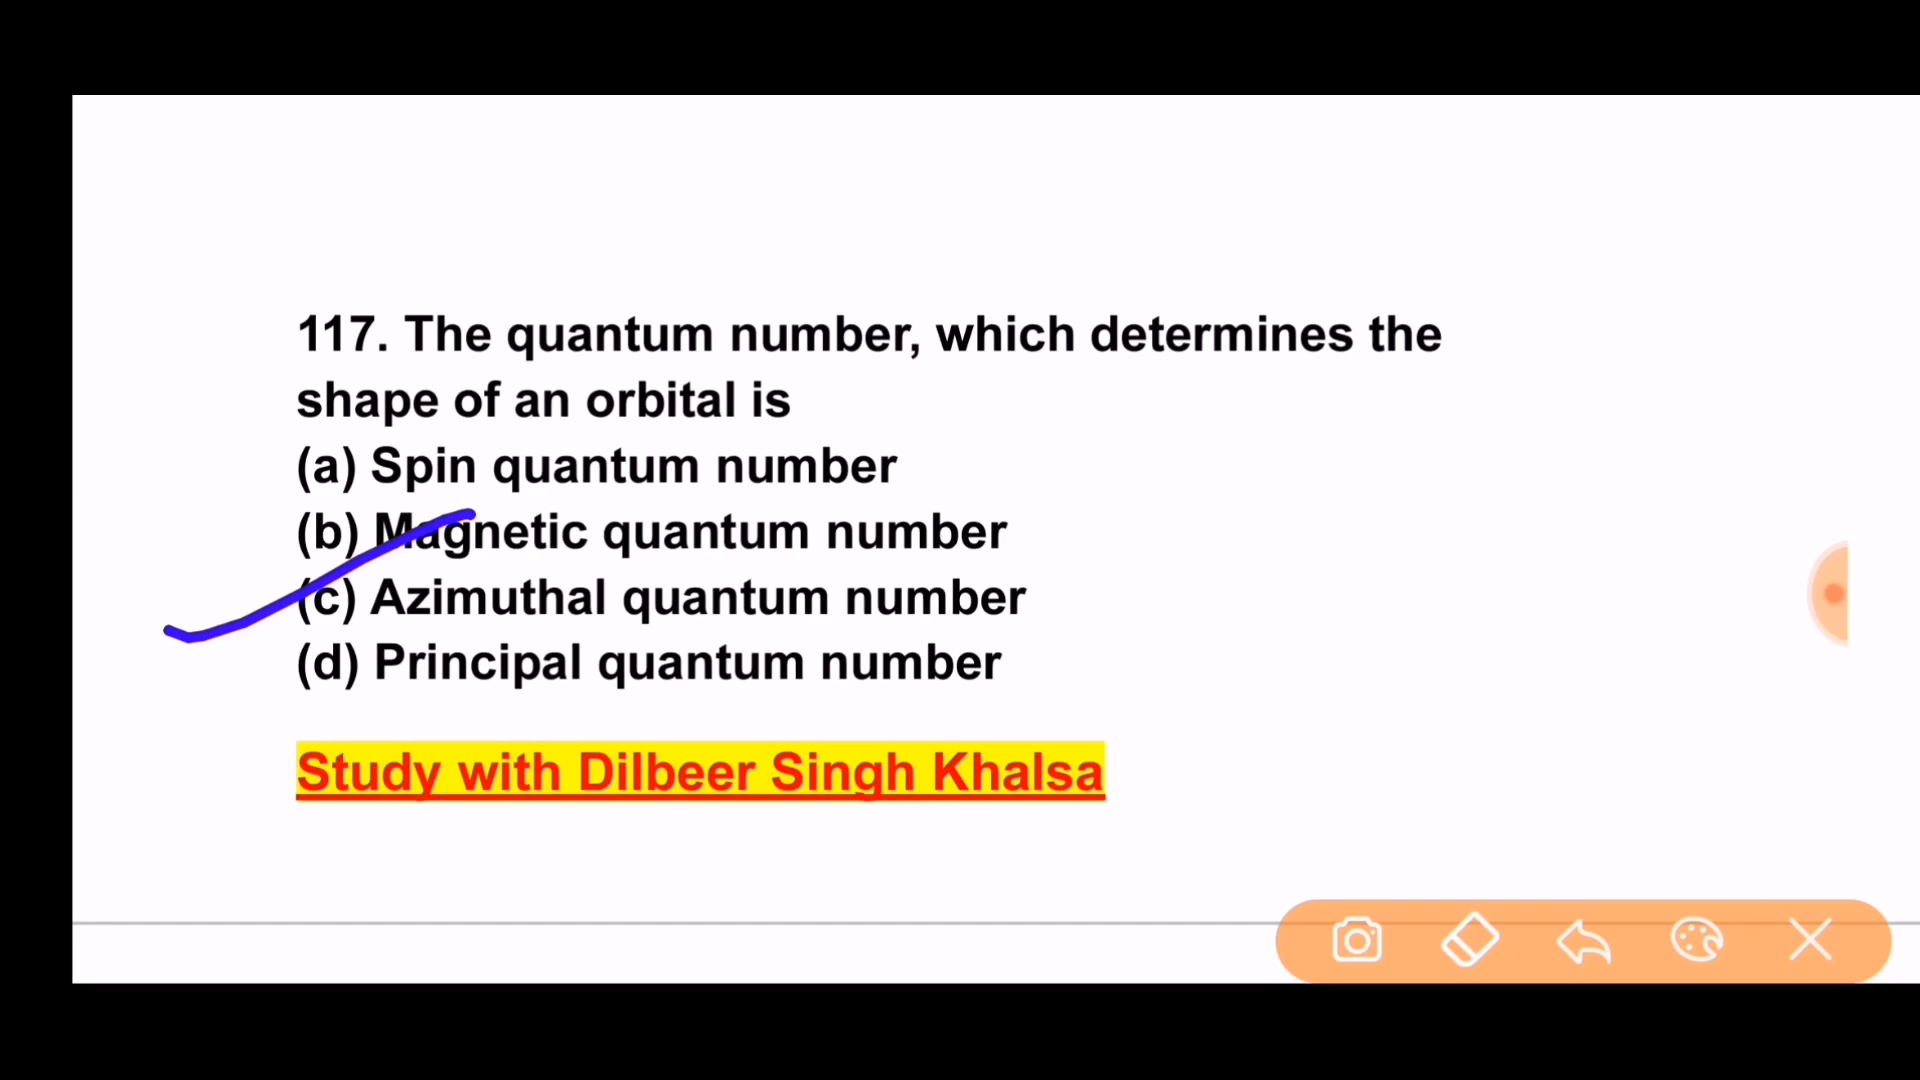 117. The quantum number, which determines the
shape of an orbital is
(a) Spin quantum number
(b) Magnetic quantum number
(c) Azimuthal quantum number
(d) Principal quantum number
Study with Dilbeer Singh Khalsa